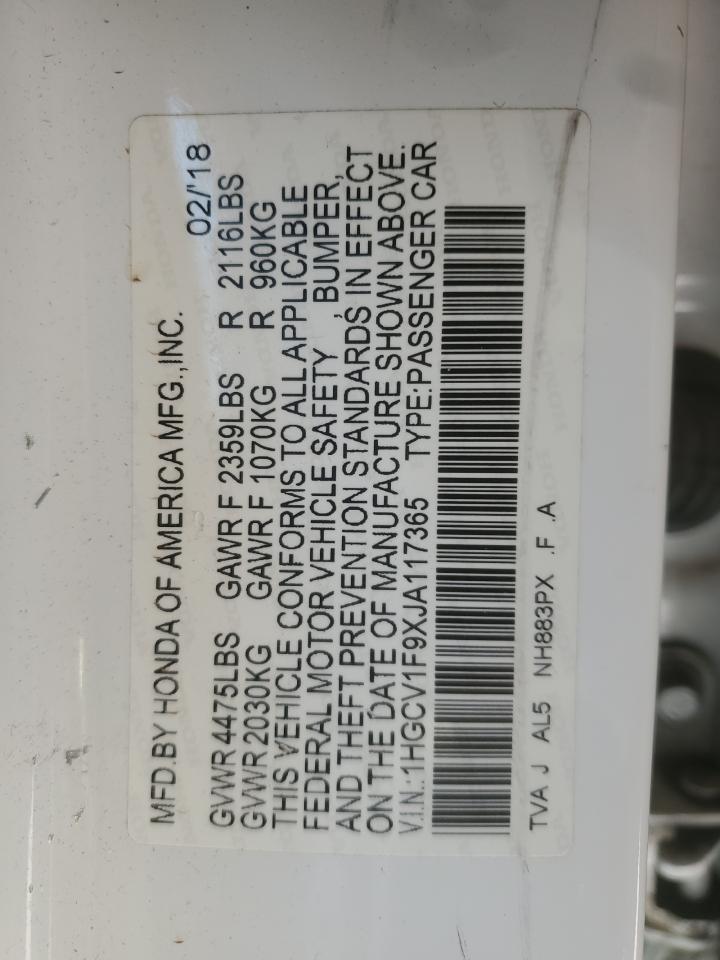 MFD.BY HONDA OF AMERICA MFG.,INC. 02/'18
GVWR 4475LBS GAWR F 2359LBS R 2116LBS
GVWR 2030KG GAWR F 1070KG R 960KG
THIS VEHICLE CONFORMS TO ALL APPLICABLE
FEDERAL MOTOR VEHICLE SAFETY , BUMPER,
AND THEFT PREVENTION STANDARDS IN EFFECT
ON THE DATE OF MANUFACTURE SHOWN ABOVE.
V.I.N.:1HGCV1F9XJA117365 TYPE:PASSENGER CAR
TVA J AL5 NH883PX .F .A